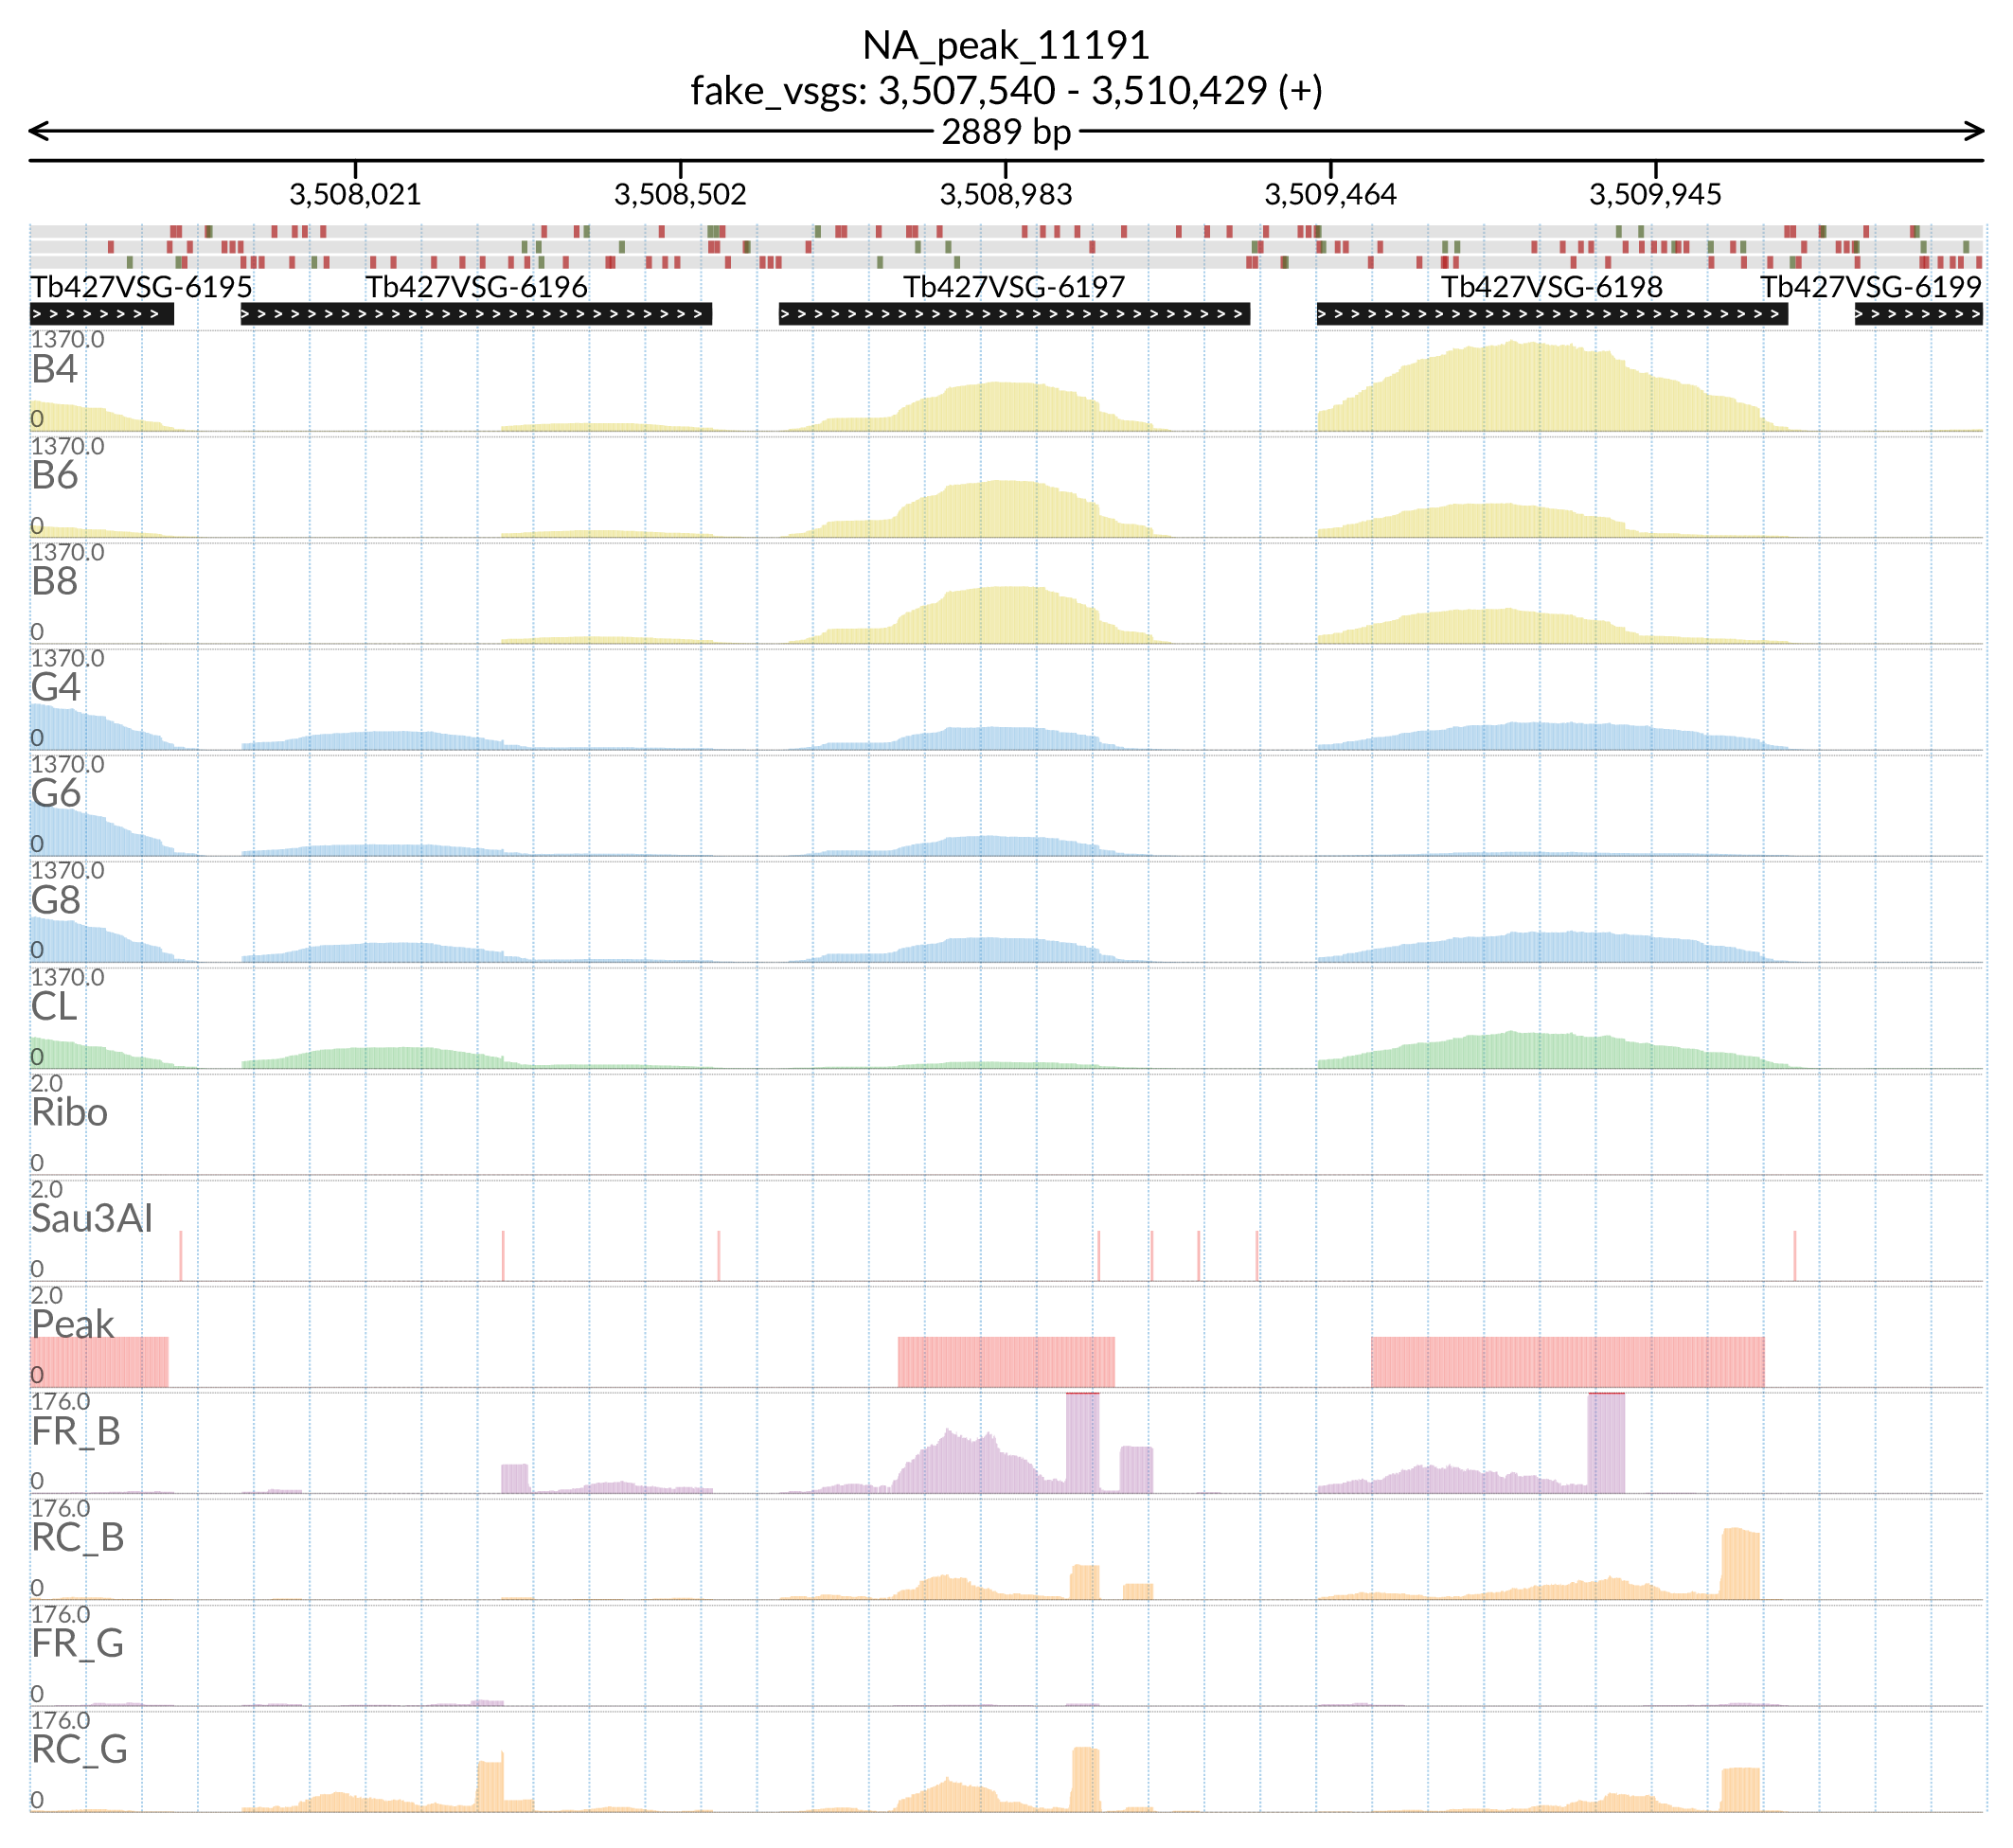 NA_peak_11191
fake_vsgs: 3,507,540 - 3,510,429 (+)
2889 bp
3,508,021 3,508,502 3,508,983 3,509,464 3,509,945
Tb427VSG-6195 Tb427VSG-6196 Tb427VSG-6197 Tb427VSG-6198 Tb427VSG-6199
1370.0
B4
0
1370.0
B6
0
1370.0
B8
0
1370.0
G4
0
1370.0
G6
0
1370.0
G8
0
1370.0
CL
0
2.0
Ribo
0
2.0
Sau3AI
0
2.0
Peak
0
176.0
FR_B
0
176.0
RC_B
0
176.0
FR_G
0
176.0
RC_G
0